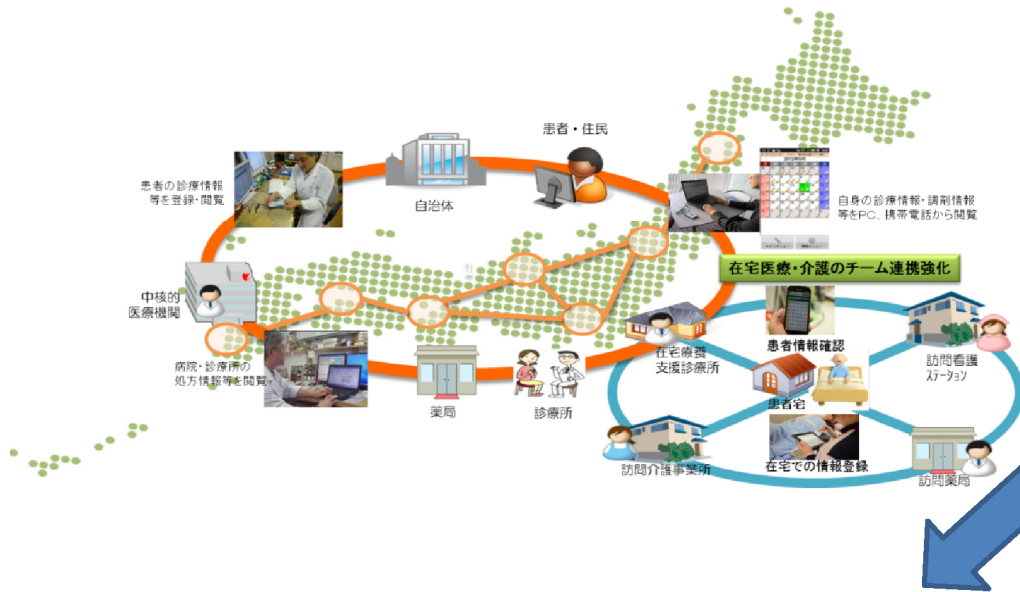 患者・住民
患者の診療情報
等を登録・閲覧
自治体
自身の診療情報・調剤情報
等をPC、携帯電話から閲覧
在宅医療・介護のチーム連携強化
中核的
医療機関
病院・診療所の
処方情報等を閲覧
薬局
診療所
在宅療養
支援診療所
患者情報確認
訪問看護
ステーション
患者宅
訪問介護事業所
在宅での情報登録
訪問薬局